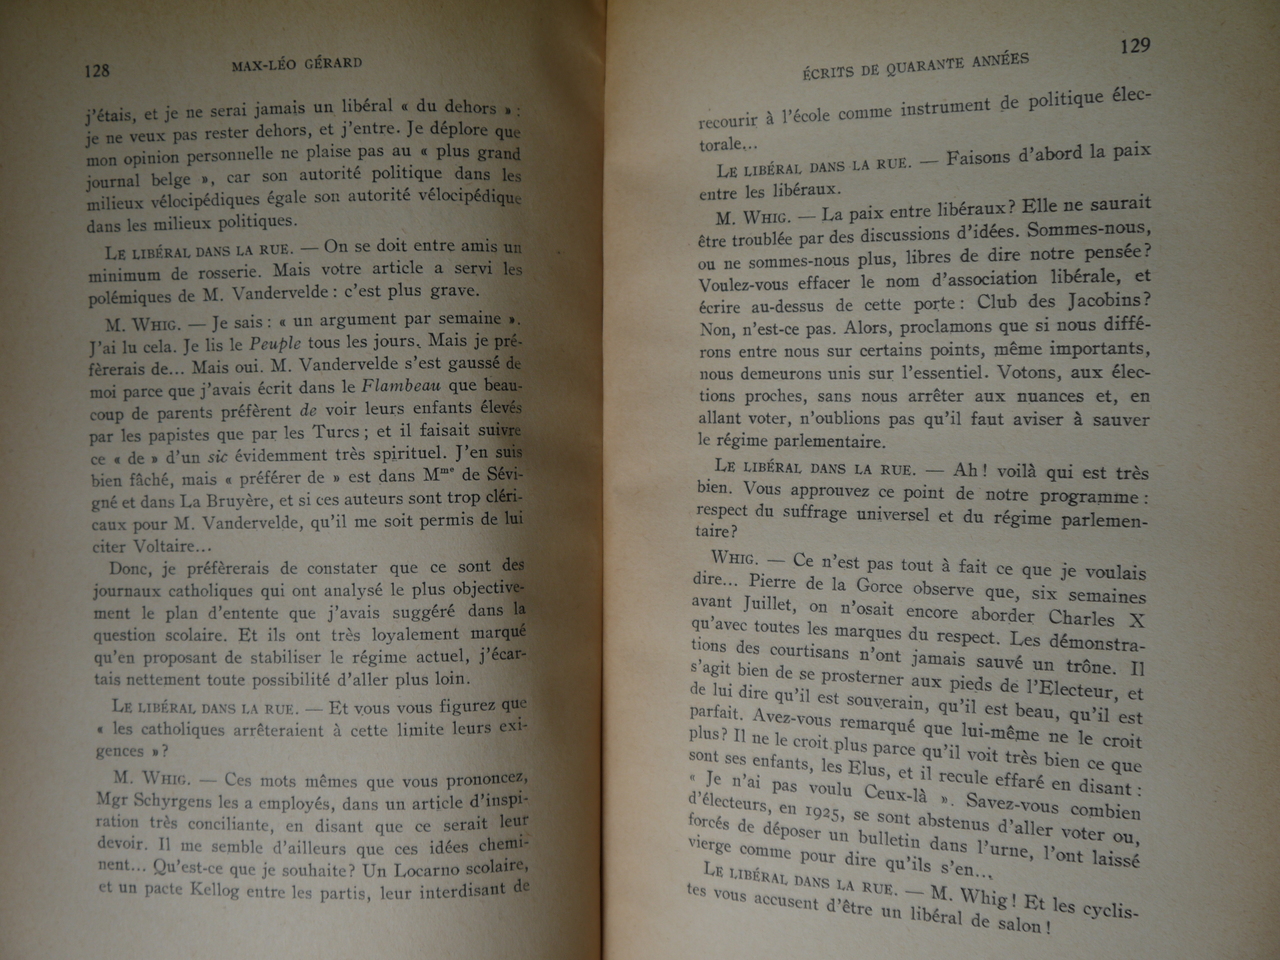 128
MAX-LÉO GÉRARD
j'étais, et je ne serai jamais un libéral « du dehors » :
je ne veux pas rester dehors, et j'entre. Je déplore que
mon opinion personnelle ne plaise pas au « plus grand
journal belge », car son autorité politique dans les
milieux vélocipédiques égale son autorité vélocipédique
dans les milieux politiques.
LE LIBÉRAL DANS LA RUE. — On se doit entre amis un
minimum de rosserie. Mais votre article a servi les
polémiques de M. Vandervelde : c'est plus grave.
M. WHIG. — Je sais : « un argument par semaine ».
J'ai lu cela. Je lis le Peuple tous les jours. Mais je pré-
fèrerais de... Mais oui. M. Vandervelde s'est gaussé de
moi parce que j'avais écrit dans le Flambeau que beau-
coup de parents préfèrent de voir leurs enfants élevés
par les papistes que par les Turcs ; et il faisait suivre
ce « de » d'un sic évidemment très spirituel. J'en suis
bien fâché, mais « préférer de » est dans Mme de Sévi-
gné et dans La Bruyère, et si ces auteurs sont trop cléri-
caux pour M. Vandervelde, qu'il me soit permis de lui
citer Voltaire...
Donc, je préfèrerais de constater que ce sont des
journaux catholiques qui ont analysé le plus objective-
ment le plan d'entente que j'avais suggéré dans la
question scolaire. Et ils ont très loyalement marqué
qu'en proposant de stabiliser le régime actuel, j'écar-
tais nettement toute possibilité d'aller plus loin.
LE LIBÉRAL DANS LA RUE. — Et vous vous figurez que
« les catholiques arrêteraient à cette limite leurs exi-
gences » ?
M. WHIG. — Ces mots mêmes que vous prononcez,
Mgr Schyrgens les a employés, dans un article d'inspi-
ration très conciliante, en disant que ce serait leur
devoir. Il me semble d'ailleurs que ces idées chemi-
nent... Qu'est-ce que je souhaite? Un Locarno scolaire,
et un pacte Kellog entre les partis, leur interdisant de
129
ÉCRITS DE QUARANTE ANNÉES
recourir à l'école comme instrument de politique élec-
torale...
LE LIBÉRAL DANS LA RUE. — Faisons d'abord la paix
entre les libéraux.
M. WHIG. — La paix entre libéraux? Elle ne saurait
être troublée par des discussions d'idées. Sommes-nous,
ou ne sommes-nous plus, libres de dire notre pensée?
Voulez-vous effacer le nom d'association libérale, et
écrire au-dessus de cette porte : Club des Jacobins?
Non, n'est-ce pas. Alors, proclamons que si nous diffé-
rons entre nous sur certains points, même importants,
nous demeurons unis sur l'essentiel. Votons, aux élec-
tions proches, sans nous arrêter aux nuances et, en
allant voter, n'oublions pas qu'il faut aviser à sauver
le régime parlementaire.
LE LIBÉRAL DANS LA RUE. — Ah! voilà qui est très
bien. Vous approuvez ce point de notre programme :
respect du suffrage universel et du régime parlemen-
taire?
WHIG. — Ce n'est pas tout à fait ce que je voulais
dire... Pierre de la Gorce observe que, six semaines
avant Juillet, on n'osait encore aborder Charles X
qu'avec toutes les marques du respect. Les démonstra-
tions des courtisans n'ont jamais sauvé un trône. Il
s'agit bien de se prosterner aux pieds de l'Electeur, et
de lui dire qu'il est souverain, qu'il est beau, qu'il est
parfait. Avez-vous remarqué que lui-même ne le croit
plus? Il ne le croit plus parce qu'il voit très bien ce que
sont ses enfants, les Elus, et il recule effaré en disant :
« Je n'ai pas voulu Ceux-là ». Savez-vous combien
d'électeurs, en 1925, se sont abstenus d'aller voter ou,
forcés de déposer un bulletin dans l'urne, l'ont laissé
vierge comme pour dire qu'ils s'en...
LE LIBÉRAL DANS LA RUE. — M. Whig! Et les cyclis-
tes vous accusent d'être un libéral de salon!